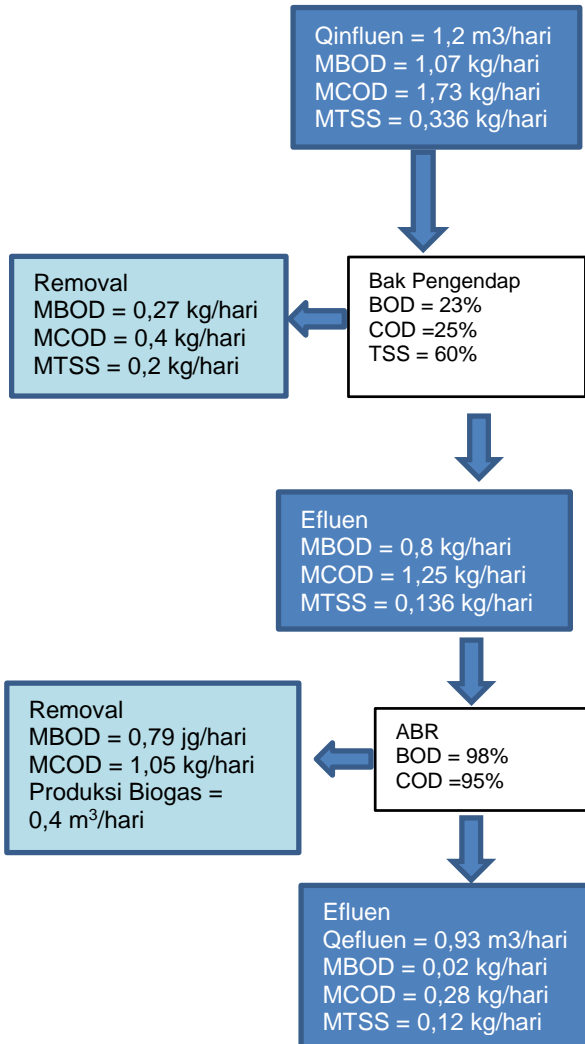 Qinfluen = 1,2 m3/hari
MBOD = 1,07 kg/hari
MCOD = 1,73 kg/hari
MTSS = 0,336 kg/hari
Removal
MBOD = 0,27 kg/hari
MCOD = 0,4 kg/hari
MTSS = 0,2 kg/hari
Bak Pengendap
BOD = 23%
COD =25%
TSS = 60%
Efluen
MBOD = 0,8 kg/hari
MCOD = 1,25 kg/hari
MTSS = 0,136 kg/hari
Removal
MBOD = 0,79 jg/hari
MCOD = 1,05 kg/hari
Produksi Biogas =
0,4 m³/hari
ABR
BOD = 98%
COD =95%
Efluen
Qefluen = 0,93 m3/hari
MBOD = 0,02 kg/hari
MCOD = 0,28 kg/hari
MTSS = 0,12 kg/hari